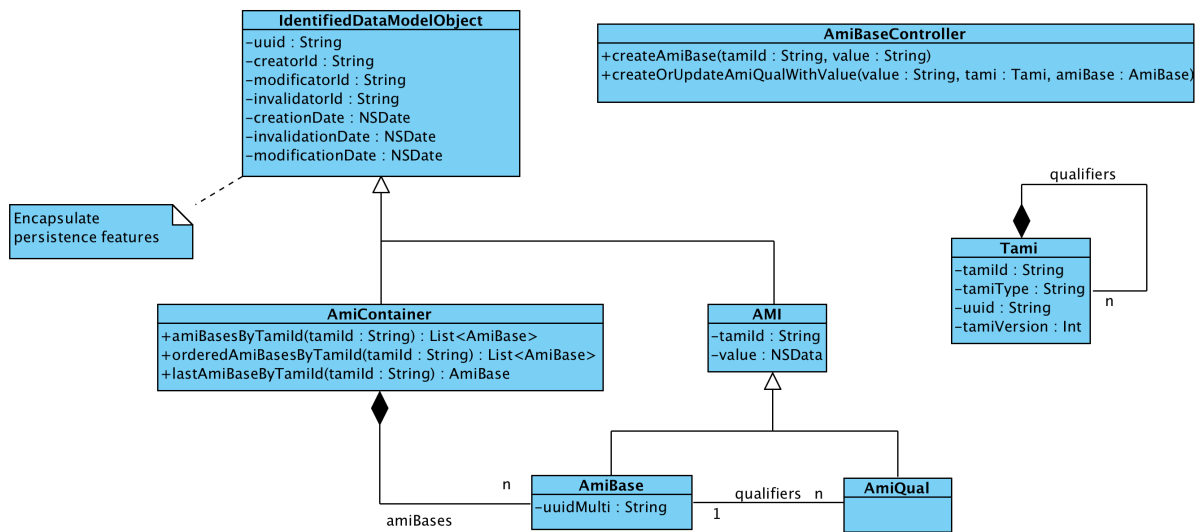 IdentifiedDataModelObject
-uuid : String
-creatorId : String
-modificatorId : String
-invalidatorId : String
-creationDate : NSDate
-invalidationDate : NSDate
-modificationDate : NSDate
AmiBaseController
+createAmiBase(tamiId : String, value : String)
+createOrUpdateAmiQualWithValue(value : String, tami : Tami, amiBase : AmiBase)
Encapsulate
persistence features
qualifiers
Tami
-tamiId : String
-tamiType : String
-uuid : String
-tamiVersion : Int
n
AmiContainer
+amiBasesByTamiId(tamiId : String) : List<AmiBase>
+orderedAmiBasesByTamiId(tamiId : String) : List<AmiBase>
+lastAmiBaseByTamiId(tamiId : String) : AmiBase
AMI
-tamiId : String
-value : NSData
n
amiBases
AmiBase
-uuidMulti : String
qualifiers n
1
AmiQual